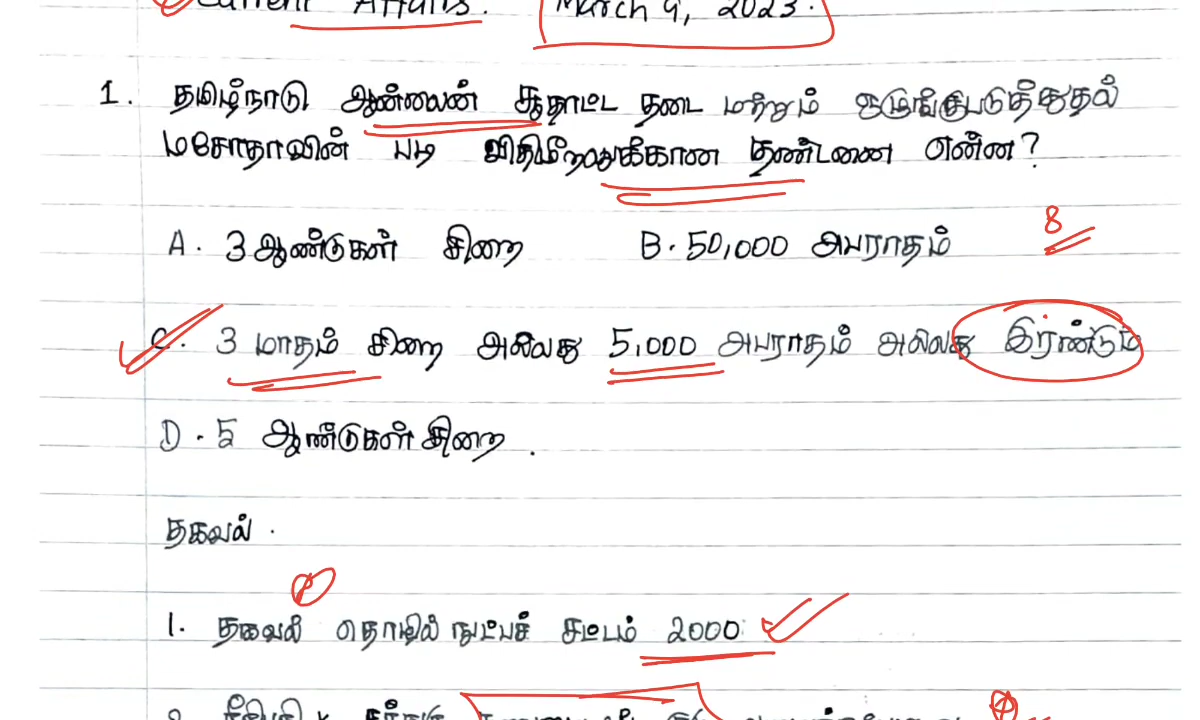 Current Affairs. March 9, 2023.
1. தமிழ்நாடு ஆன்லைன் சூதாட்ட தடை மற்றும் ஒழுங்குபடுத்துதல்
மசோதாவின் படி விதிமீறலுக்கான தண்டனை என்ன?
A. 3 ஆண்டுகள் சிறை B. 50,000 அபராதம் 8
C. 3 மாதம் சிறை அல்லது 5,000 அபராதம் அல்லது இரண்டும்
D. 5 ஆண்டுகள் சிறை.
தகவல்.
1. தகவல் தொழில் நுட்பச் சட்டம் 2000